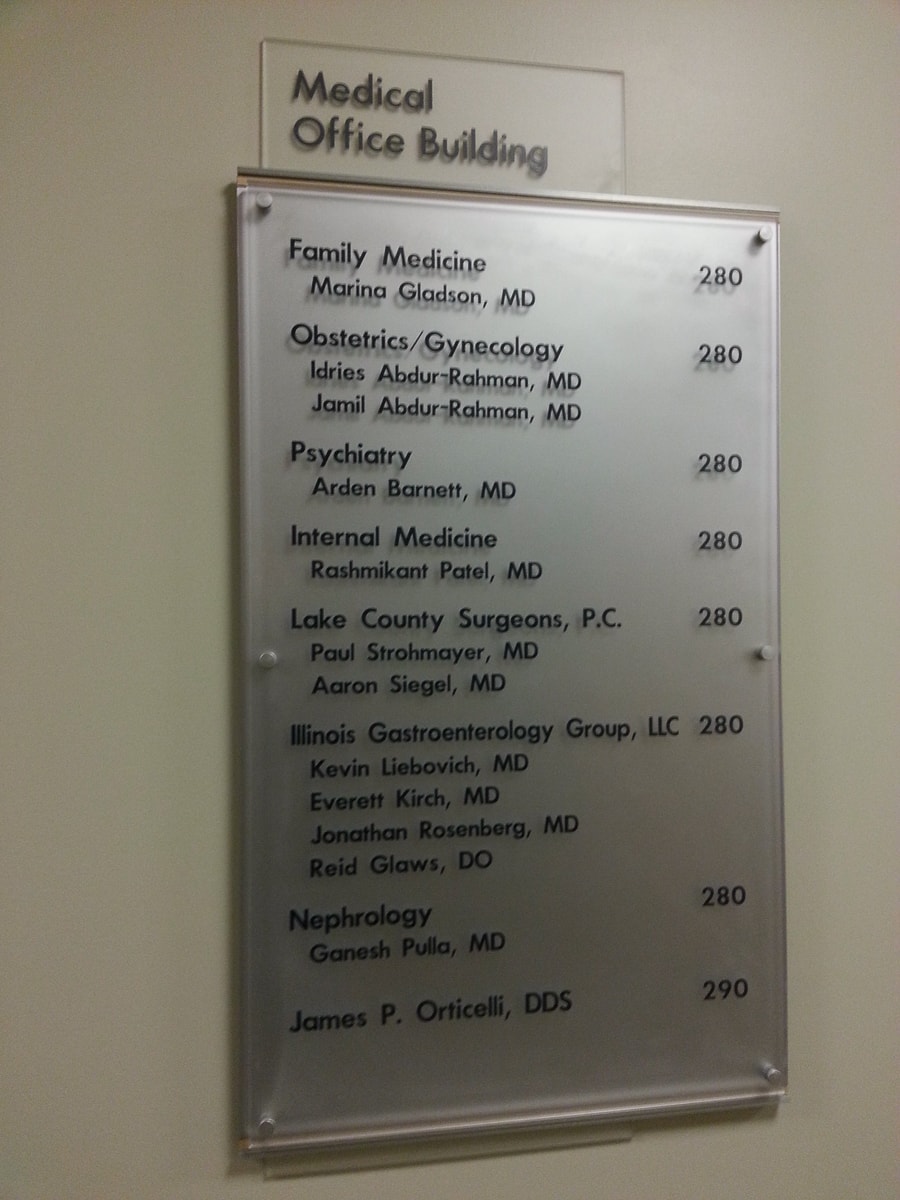 Medical
Office Building
Family Medicine 280
Marina Gladson, MD
Obstetrics/Gynecology 280
Idries Abdur-Rahman, MD
Jamil Abdur-Rahman, MD
Psychiatry 280
Arden Barnett, MD
Internal Medicine 280
Rashmikant Patel, MD
Lake County Surgeons, P.C. 280
Paul Strohmayer, MD
Aaron Siegel, MD
Illinois Gastroenterology Group, LLC 280
Kevin Liebovich, MD
Everett Kirch, MD
Jonathan Rosenberg, MD
Reid Glaws, DO
Nephrology 280
Ganesh Pulla, MD
James P. Orticelli, DDS 290